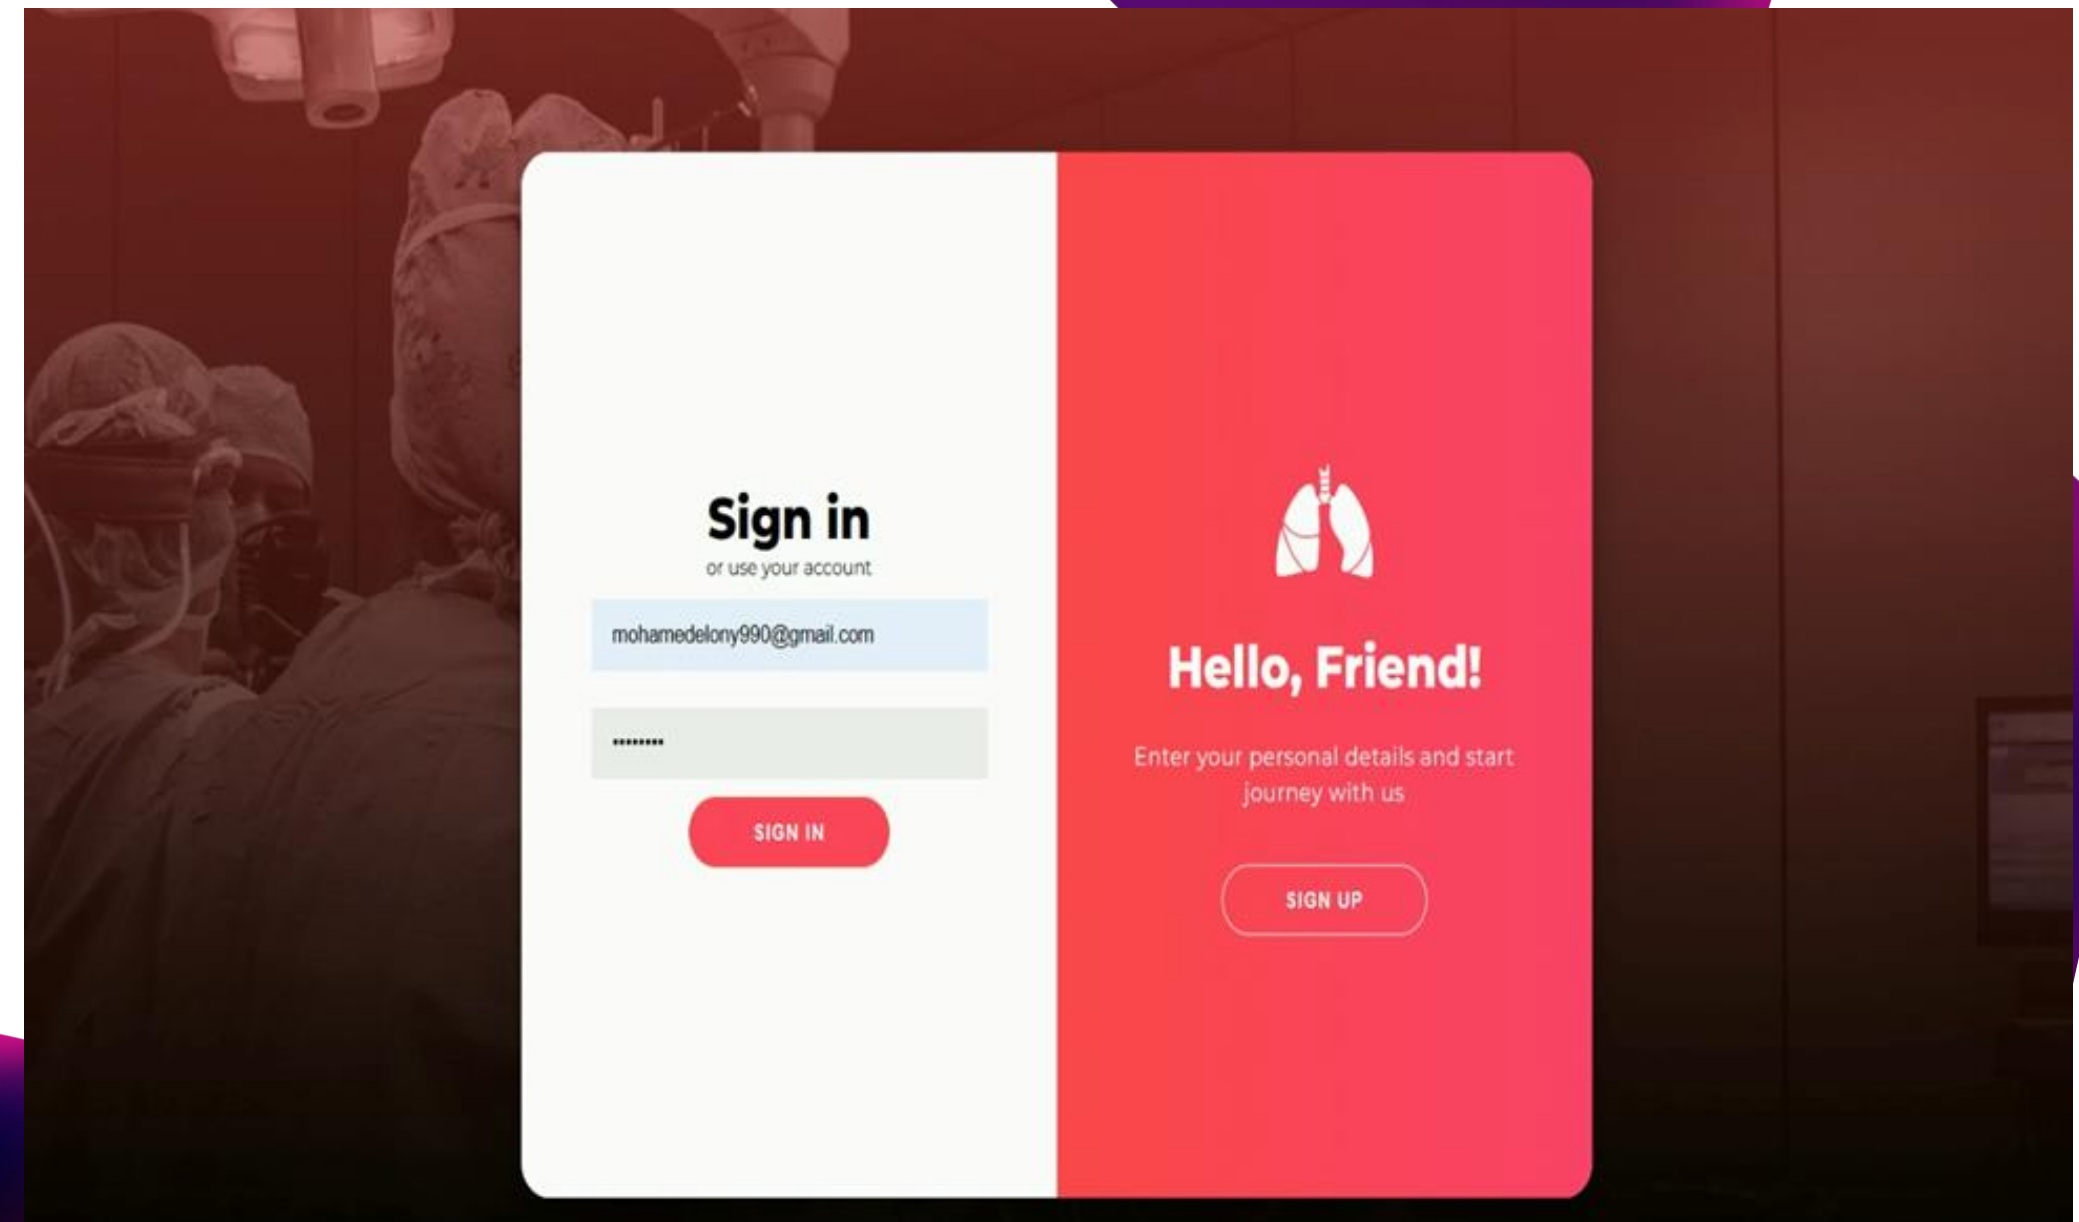 Sign in
or use your account
mohamedelony990@gmail.com
••••••••
SIGN IN
Hello, Friend!
Enter your personal details and start
journey with us
SIGN UP